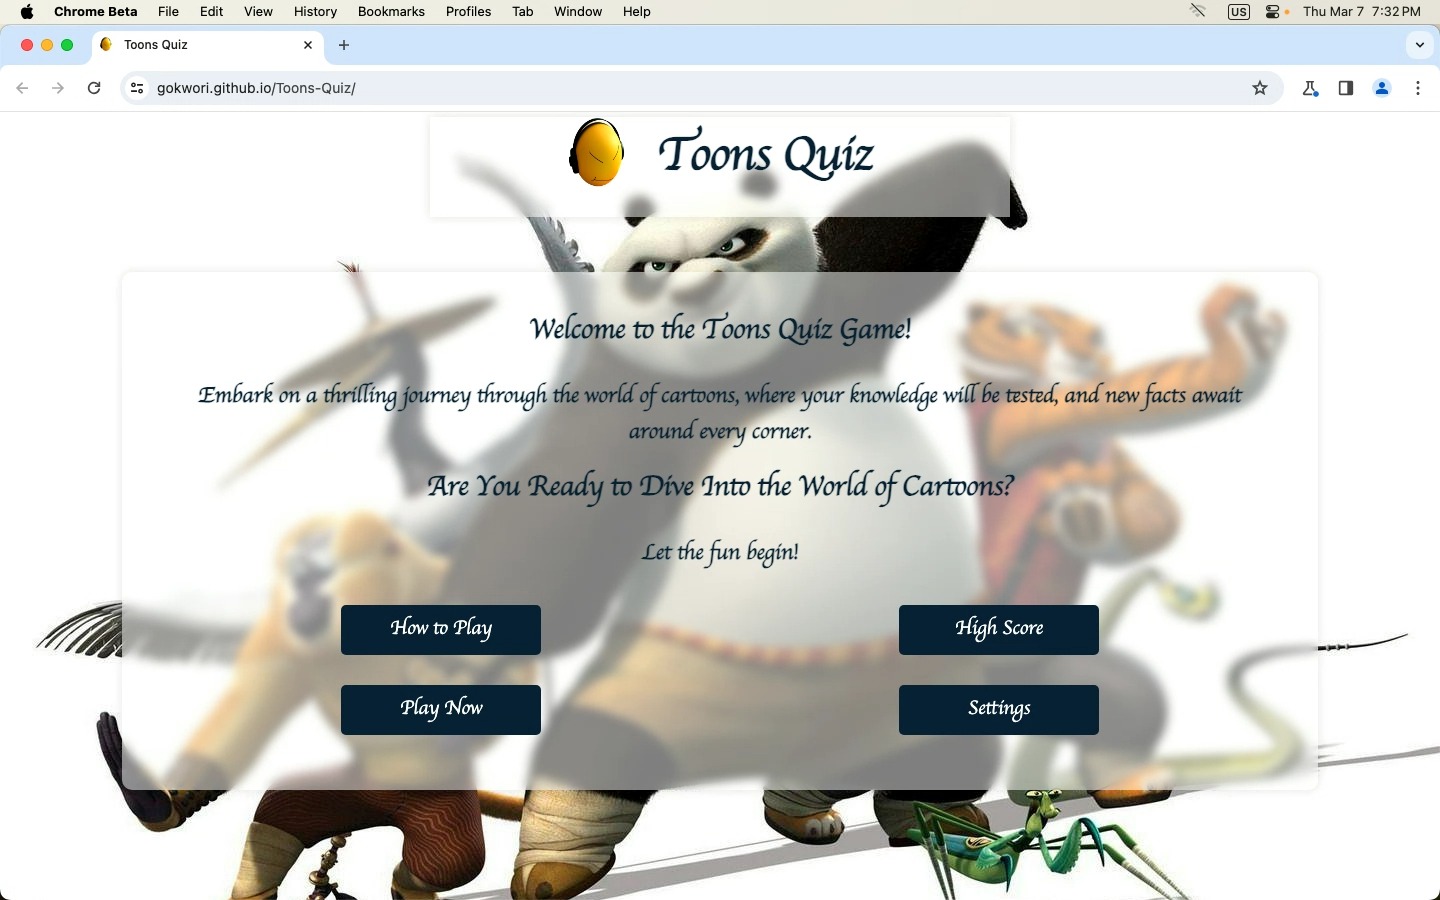 Chrome Beta File Edit View History Bookmarks Profiles Tab Window Help US Thu Mar 7 7:32 PM
Toons Quiz
gokwori.github.io/Toons-Quiz/
Toons Quiz
Welcome to the Toons Quiz Game!
Embark on a thrilling journey through the world of cartoons, where your knowledge will be tested, and new facts await
around every corner.
Are You Ready to Dive Into the World of Cartoons?
Let the fun begin!
How to Play High Score
Play Now Settings